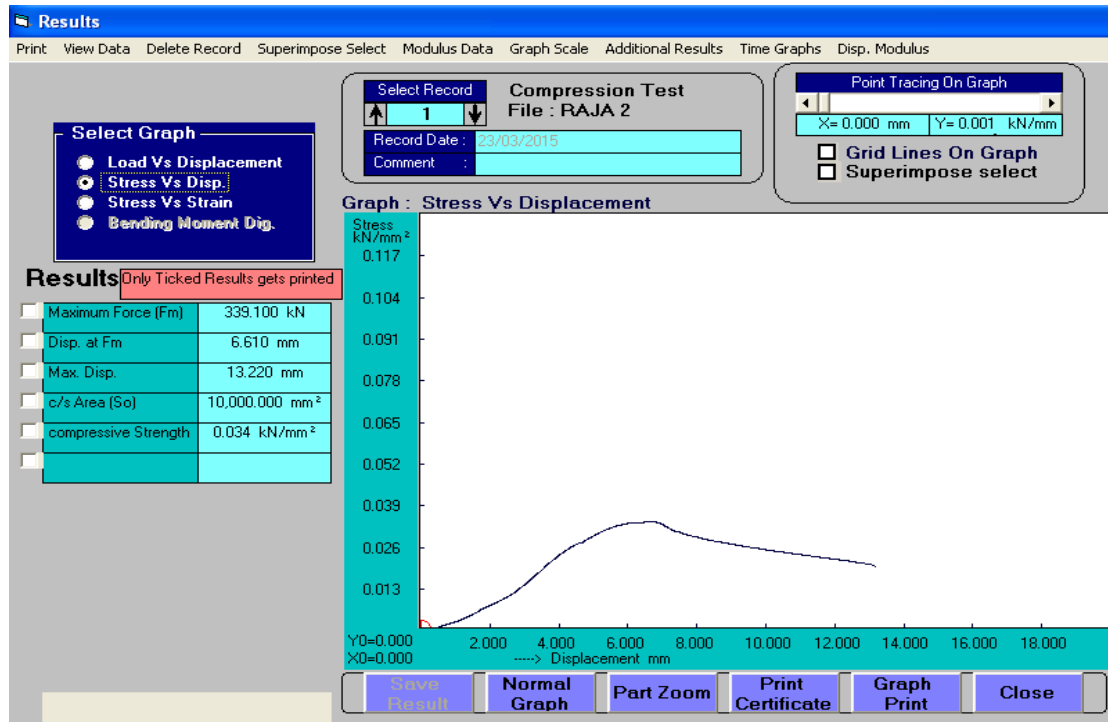 Results
Print View Data Delete Record Superimpose Select Modulus Data Graph Scale Additional Results Time Graphs Disp. Modulus
Select Graph
Load Vs Displacement
Stress Vs Disp.
Stress Vs Strain
Bending Moment Dig.
Select Record
1
Compression Test
File : RAJA 2
Record Date : 23/03/2015
Comment :
Point Tracing On Graph
X= 0.000 mm Y= 0.001 kN/mm
Grid Lines On Graph
Superimpose select
Results Only Ticked Results gets printed
Maximum Force (Fm) 339.100 kN
Disp. at Fm 6.610 mm
Max. Disp. 13.220 mm
c/s Area (So) 10,000.000 mm²
compressive Strength 0.034 kN/mm²
Graph : Stress Vs Displacement
Stress
kN/mm²
0.117
0.104
0.091
0.078
0.065
0.052
0.039
0.026
0.013
Y0=0.000
X0=0.000
2.000 4.000 6.000 8.000 10.000 12.000 14.000 16.000 18.000
----> Displacement mm
Save Result
Normal Graph
Part Zoom
Print Certificate
Graph Print
Close